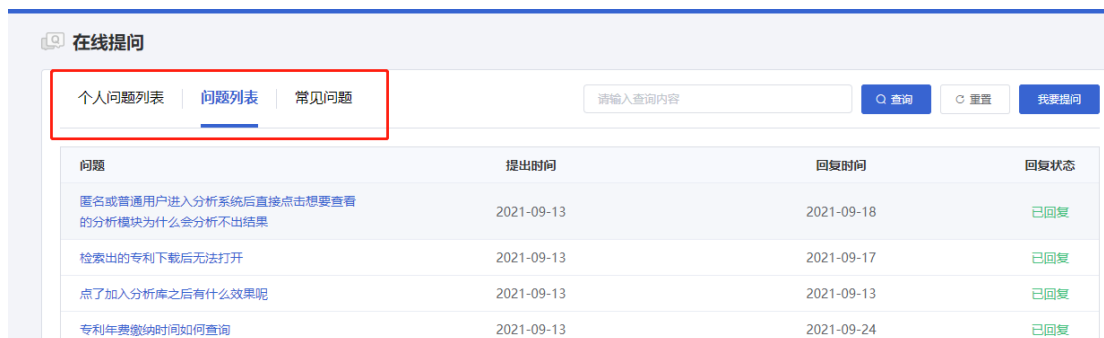 在线提问
个人问题列表 问题列表 常见问题 请输入查询内容 查询 重置 我要提问
问题 提出时间 回复时间 回复状态
匿名或普通用户进入分析系统后直接点击想要查看
的分析模块为什么会分析不出结果 2021-09-13 2021-09-18 已回复
检索出的专利下载后无法打开 2021-09-13 2021-09-17 已回复
点了加入分析库之后有什么效果呢 2021-09-13 2021-09-13 已回复
专利年费缴纳时间如何查询 2021-09-13 2021-09-24 已回复